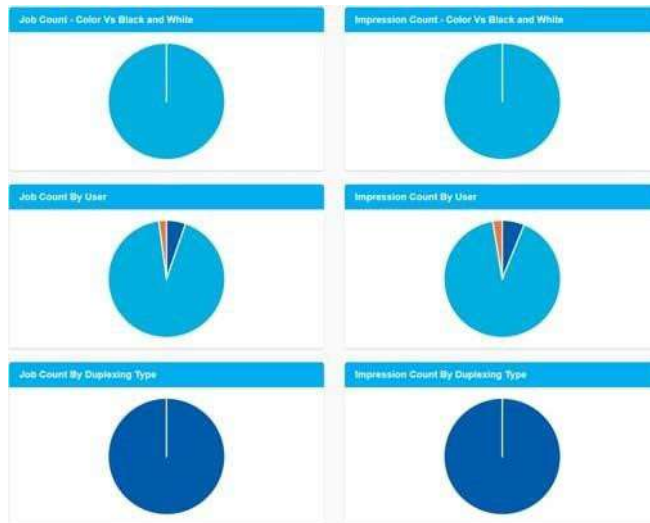 Job Count - Color Vs Black and White
Impression Count - Color Vs Black and White
Job Count By User
Impression Count By User
Job Count By Duplexing Type
Impression Count By Duplexing Type